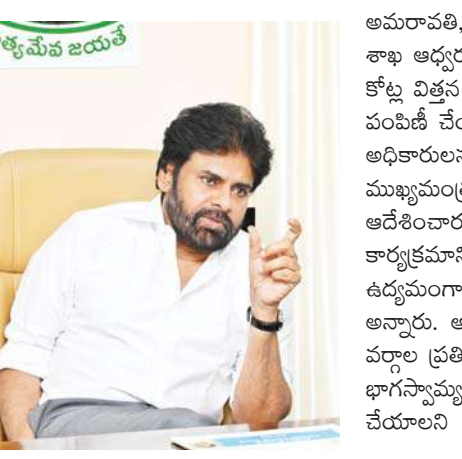 త్యమేవ జయతే
అమరావతి,
శాఖ ఆధ్వర
కోట్ల విత్తన
పంపిణీ చేం
అధికారులన
ముఖ్యమంత్రి
ఆదేశించార
కార్యక్రమాని
ఉద్యమంగా
అన్నారు. అ
వర్గాల ప్రతి
భాగస్వామ్య
చేయాలని